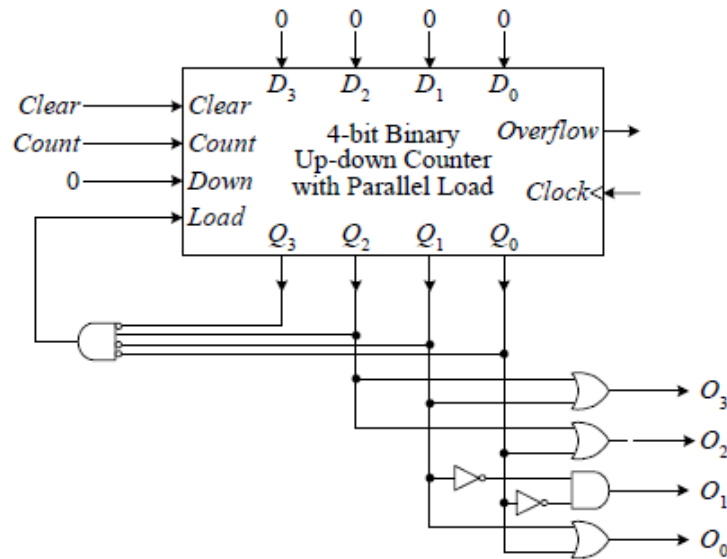 0 0 0 0
D3 D2 D1 D0
Clear Clear
Count Count
0 Down
Load
4-bit Binary
Up-down Counter
with Parallel Load
Overflow
Clock
Q3 Q2 Q1 Q0
O3
O2
O1
O0